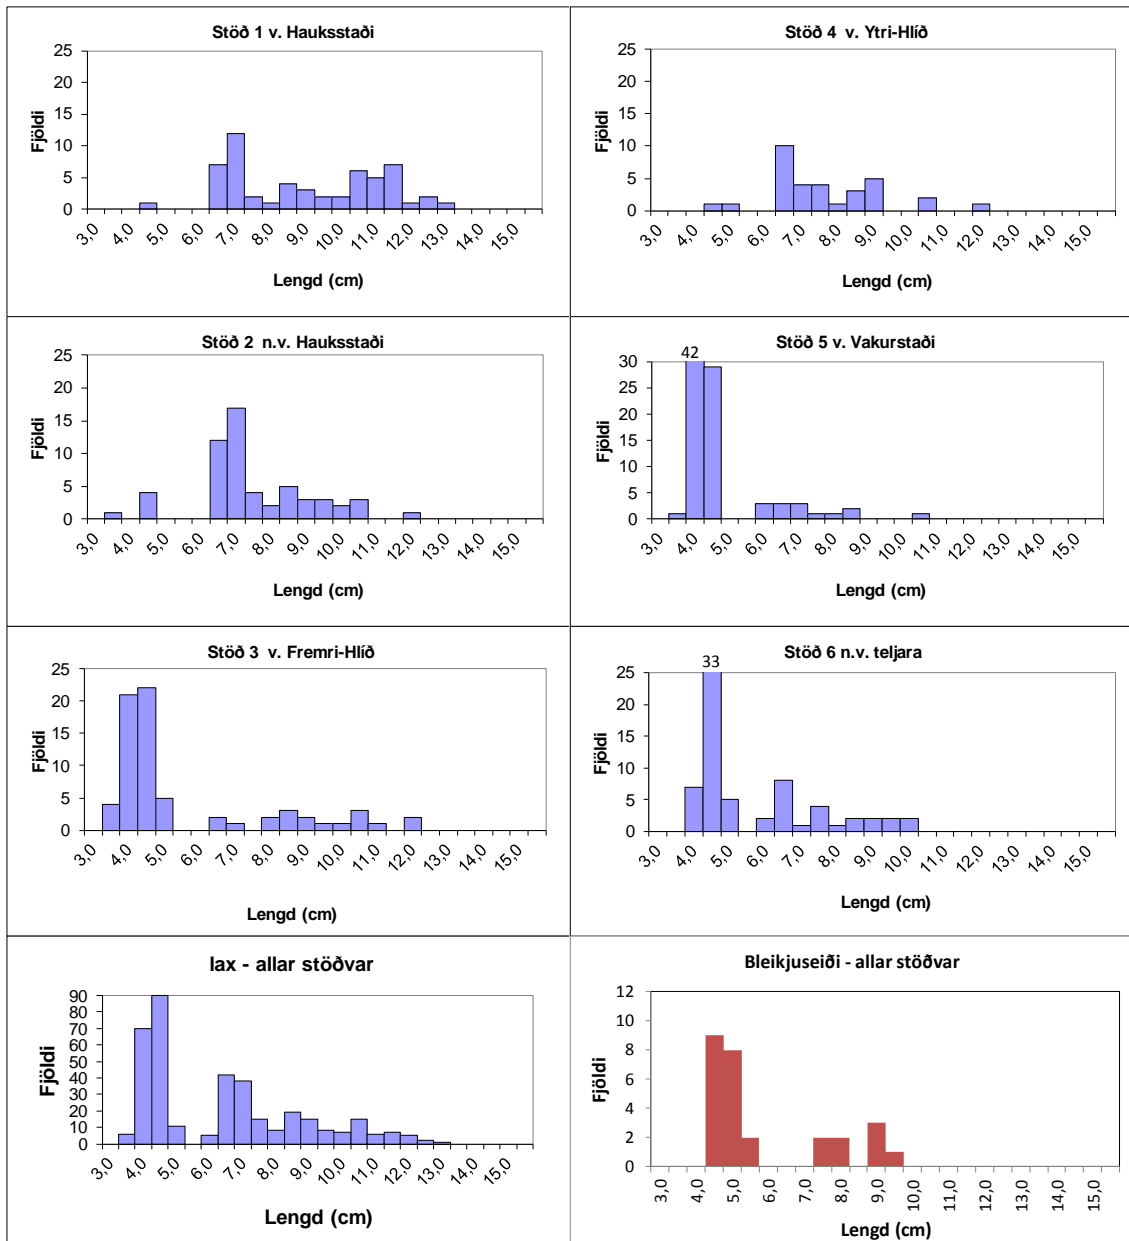 Stöð 1 v. Hauksstaði
25
20
15
10
5
0
Fjöldi
3,0 4,0 5,0 6,0 7,0 8,0 9,0 10,0 11,0 12,0 13,0 14,0 15,0
Lengd (cm)
Stöð 4 v. Ytri-Hlíð
25
20
15
10
5
0
Fjöldi
3,0 4,0 5,0 6,0 7,0 8,0 9,0 10,0 11,0 12,0 13,0 14,0 15,0
Lengd (cm)
Stöð 2 n.v. Hauksstaði
25
20
15
10
5
0
Fjöldi
3,0 4,0 5,0 6,0 7,0 8,0 9,0 10,0 11,0 12,0 13,0 14,0 15,0
Lengd (cm)
Stöð 5 v. Vakurstaði
42
30
25
20
15
10
5
0
Fjöldi
3,0 4,0 5,0 6,0 7,0 8,0 9,0 10,0 11,0 12,0 13,0 14,0 15,0
Lengd (cm)
Stöð 3 v. Fremri-Hlíð
25
20
15
10
5
0
Fjöldi
3,0 4,0 5,0 6,0 7,0 8,0 9,0 10,0 11,0 12,0 13,0 14,0 15,0
Lengd (cm)
Stöð 6 n.v. teljara
33
25
20
15
10
5
0
Fjöldi
3,0 4,0 5,0 6,0 7,0 8,0 9,0 10,0 11,0 12,0 13,0 14,0 15,0
Lengd (cm)
lax - allar stöðvar
90
80
70
60
50
40
30
20
10
0
Fjöldi
3,0 4,0 5,0 6,0 7,0 8,0 9,0 10,0 11,0 12,0 13,0 14,0 15,0
Lengd (cm)
Bleikjuseiði - allar stöðvar
12
10
8
6
4
2
0
Fjöldi
3,0 4,0 5,0 6,0 7,0 8,0 9,0 10,0 11,0 12,0 13,0 14,0 15,0
Lengd (cm)